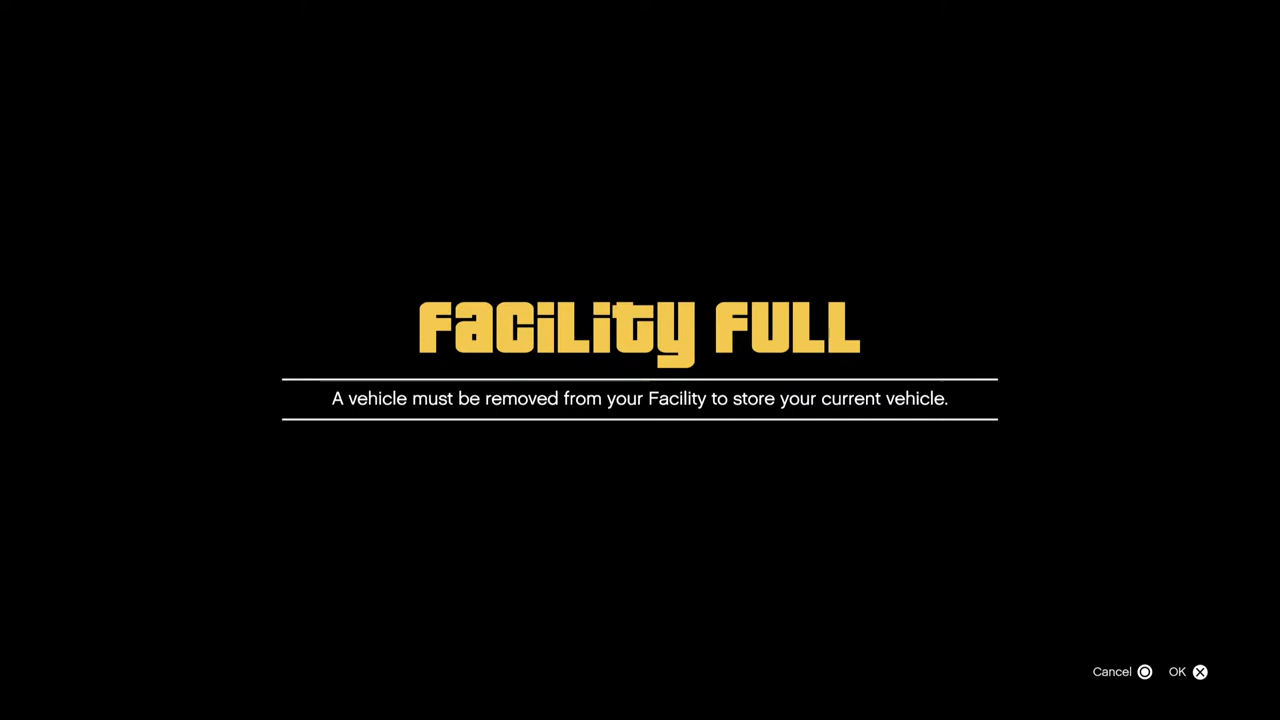 Facility Full
A vehicle must be removed from your Facility to store your current vehicle.
Cancel OK